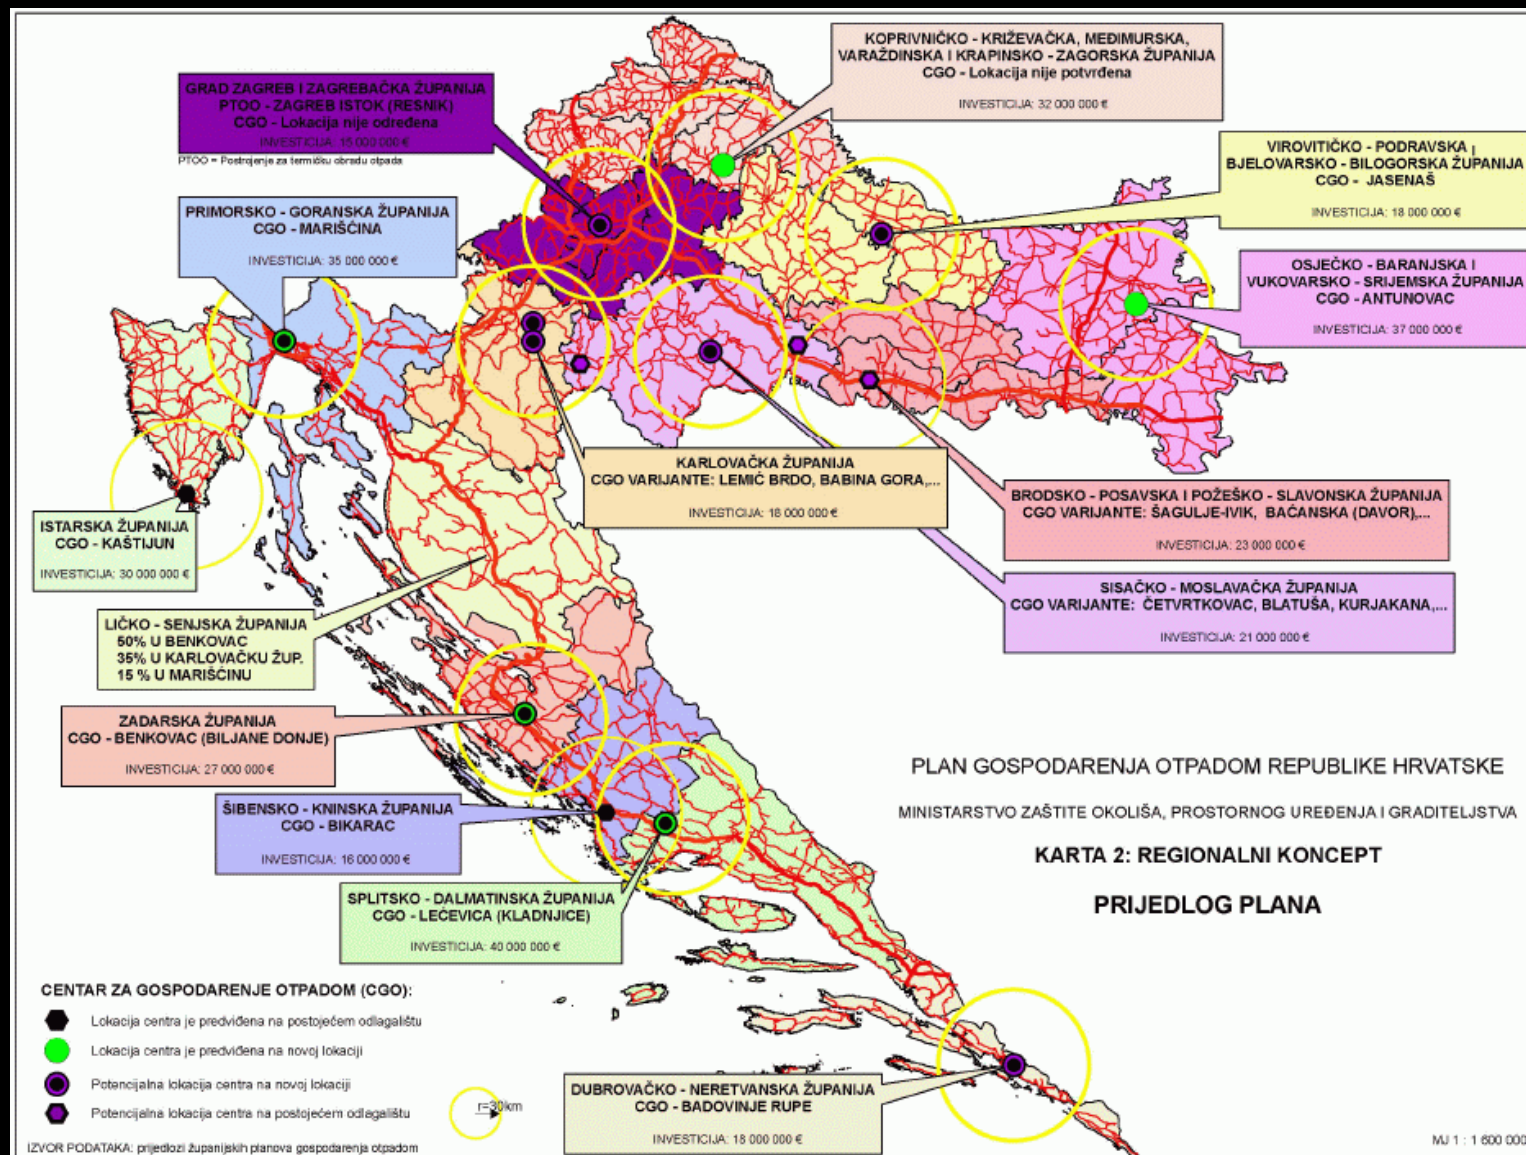 KOPRIVNIČKO - KRIŽEVAČKA, MEĐIMURSKA,
VARAŽDINSKA I KRAPINSKO - ZAGORSKA ŽUPANIJA
CGO - Lokacija nije potvrđena
INVESTICIJA: 32 000 000 €
GRAD ZAGREB I ZAGREBAČKA ŽUPANIJA
PTOO - ZAGREB ISTOK (RESNIK)
CGO - Lokacija nije određena
INVESTICIJA: 15 000 000 €
PTOO = Postrojenje za termičku obradu otpada
VIROVITIČKO - PODRAVSKA I
BJELOVARSKO - BILOGORSKA ŽUPANIJA
CGO - JASENAŠ
INVESTICIJA: 18 000 000 €
PRIMORSKO - GORANSKA ŽUPANIJA
CGO - MARIŠĆINA
INVESTICIJA: 35 000 000 €
OSJEČKO - BARANJSKA I
VUKOVARSKO - SRIJEMSKA ŽUPANIJA
CGO - ANTUNOVAC
INVESTICIJA: 37 000 000 €
KARLOVAČKA ŽUPANIJA
CGO VARIJANTE: LEMIĆ BRDO, BABINA GORA,...
INVESTICIJA: 18 000 000 €
BRODSKO - POSAVSKA I POŽEŠKO - SLAVONSKA ŽUPANIJA
CGO VARIJANTE: ŠAGULJE-IVIK, BAČANSKA (DAVOR),...
INVESTICIJA: 23 000 000 €
ISTARSKA ŽUPANIJA
CGO - KAŠTIJUN
INVESTICIJA: 30 000 000 €
SISAČKO - MOSLAVAČKA ŽUPANIJA
CGO VARIJANTE: ČETVRTKOVAC, BLATUŠA, KURJAKANA,...
INVESTICIJA: 21 000 000 €
LIČKO - SENJSKA ŽUPANIJA
50% U BENKOVAC
35% U KARLOVAČKU ŽUP.
15 % U MARIŠĆINU
ZADARSKA ŽUPANIJA
CGO - BENKOVAC (BILJANE DONJE)
INVESTICIJA: 27 000 000 €
ŠIBENSKO - KNINSKA ŽUPANIJA
CGO - BIKARAC
INVESTICIJA: 16 000 000 €
SPLITSKO - DALMATINSKA ŽUPANIJA
CGO - LEĆEVICA (KLADNJICE)
INVESTICIJA: 40 000 000 €
PLAN GOSPODARENJA OTPADOM REPUBLIKE HRVATSKE
MINISTARSTVO ZAŠTITE OKOLIŠA, PROSTORNOG UREĐENJA I GRADITELJSTVA
KARTA 2: REGIONALNI KONCEPT
PRIJEDLOG PLANA
CENTAR ZA GOSPODARENJE OTPADOM (CGO):
Lokacija centra je predviđena na postojećem odlagalištu
Lokacija centra je predviđena na novoj lokaciji
Potencijalna lokacija centra na novoj lokaciji
Potencijalna lokacija centra na postojećem odlagalištu
r=30km
DUBROVAČKO - NERETVANSKA ŽUPANIJA
CGO - BADOVINJE RUPE
INVESTICIJA: 18 000 000 €
IZVOR PODATAKA: prijedlozi županijskih planova gospodarenja otpadom
MJ 1 : 1 600 000